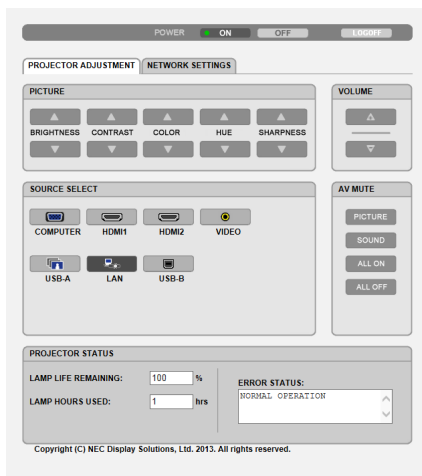 POWER ON OFF LOGOFF
PROJECTOR ADJUSTMENT NETWORK SETTINGS
PICTURE VOLUME
BRIGHTNESS CONTRAST COLOR HUE SHARPNESS
SOURCE SELECT AV MUTE
PICTURE
COMPUTER HDMI1 HDMI2 VIDEO
SOUND
ALL ON
USB-A LAN USB-B
ALL OFF
PROJECTOR STATUS
LAMP LIFE REMAINING: 100 %
ERROR STATUS:
NORMAL OPERATION
LAMP HOURS USED: 1 hrs
Copyright (C) NEC Display Solutions, Ltd. 2013. All rights reserved.